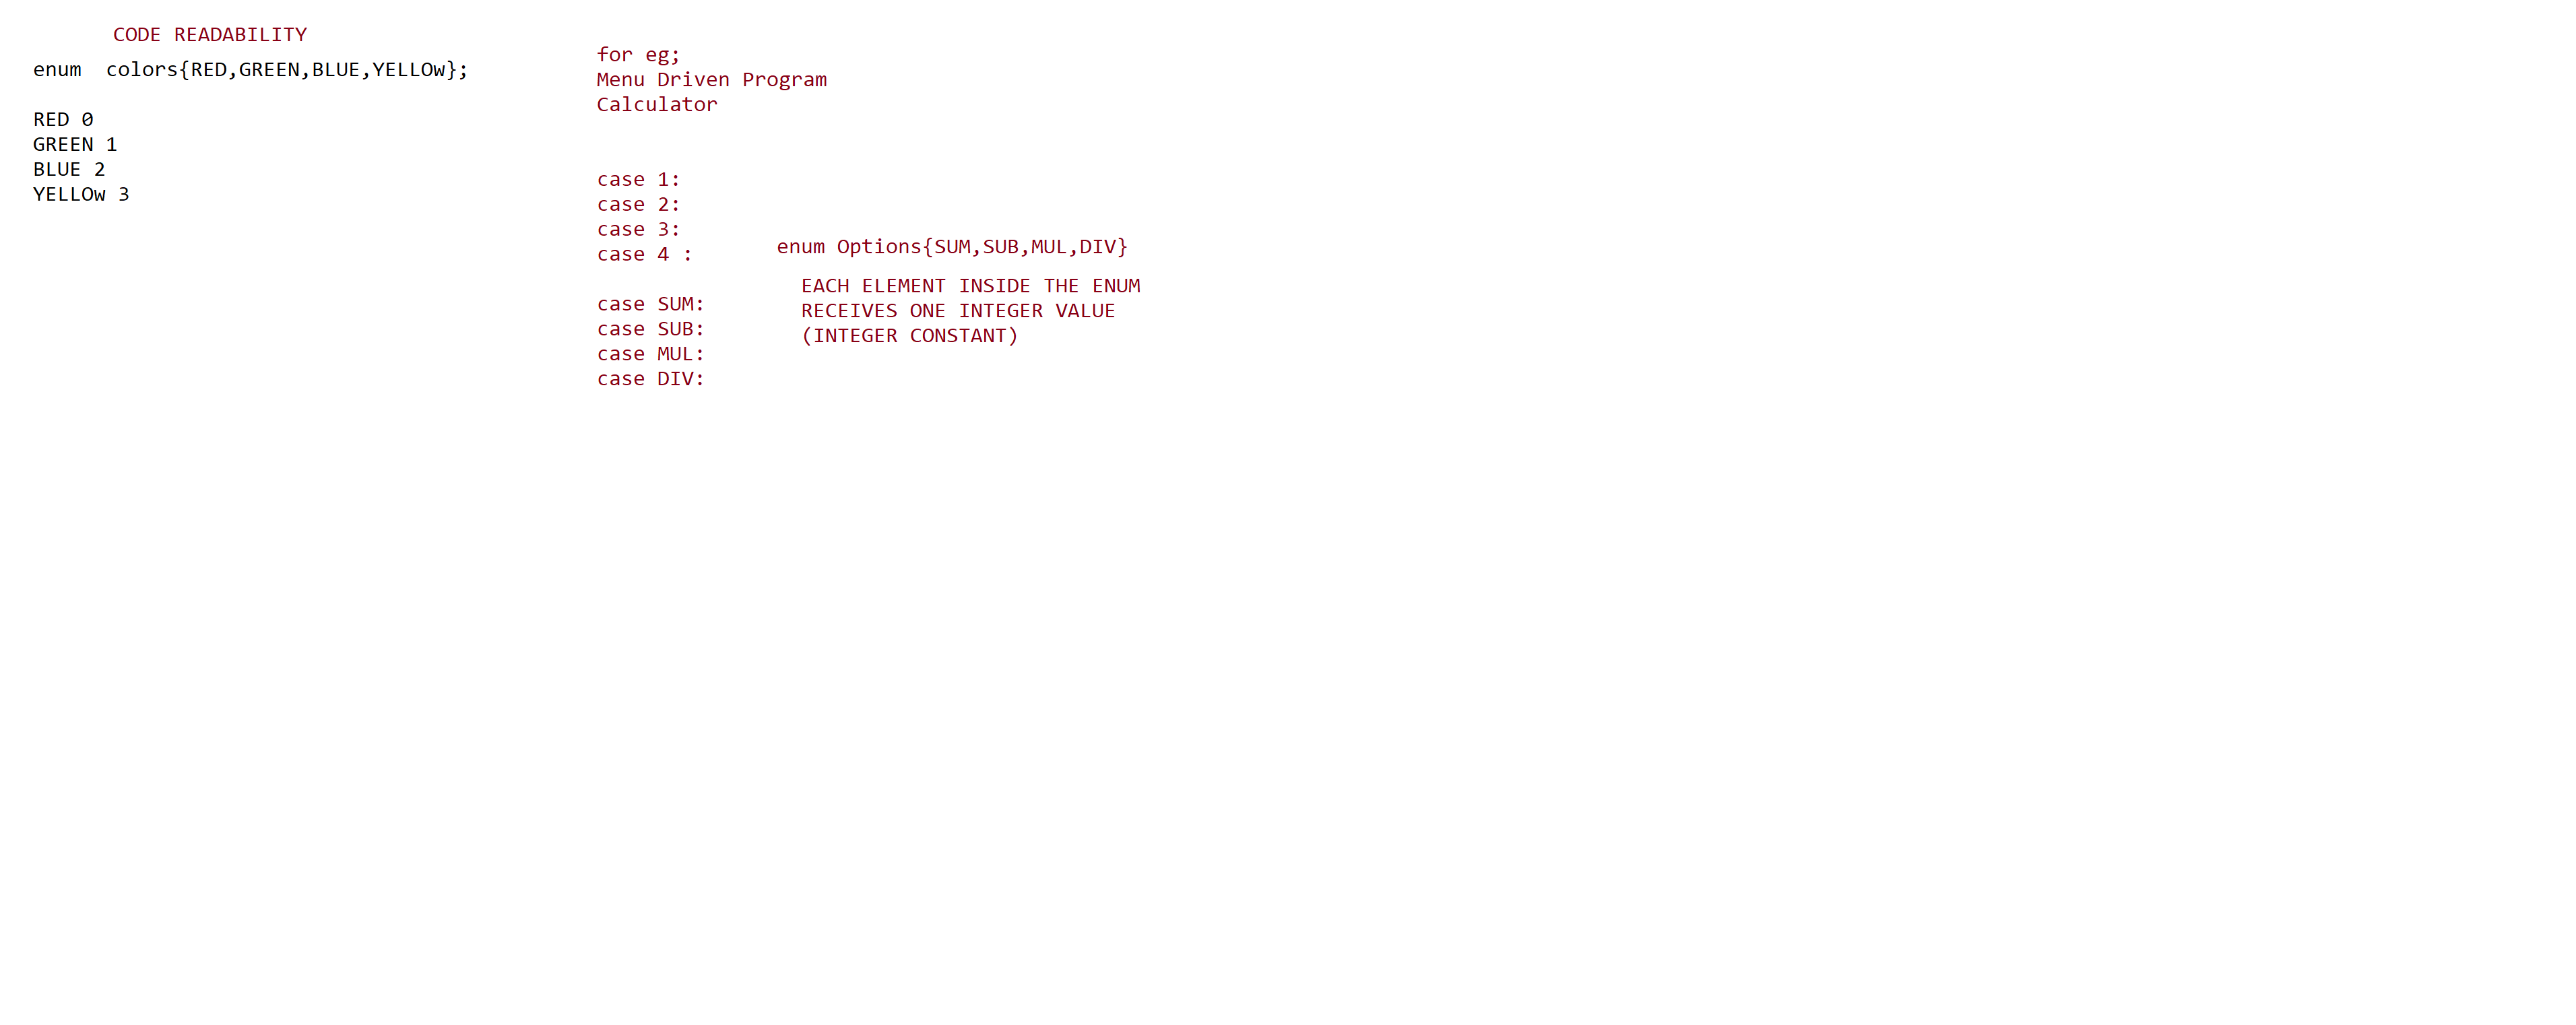 CODE READABILITY
enum  colors{RED,GREEN,BLUE,YELLOw};
RED 0
GREEN 1
BLUE 2
YELLOw 3
for eg;
Menu Driven Program
Calculator
case 1:
case 2:
case 3:
case 4 :
case SUM:
case SUB:
case MUL:
case DIV:
enum Options{SUM,SUB,MUL,DIV}
EACH ELEMENT INSIDE THE ENUM
RECEIVES ONE INTEGER VALUE
(INTEGER CONSTANT)